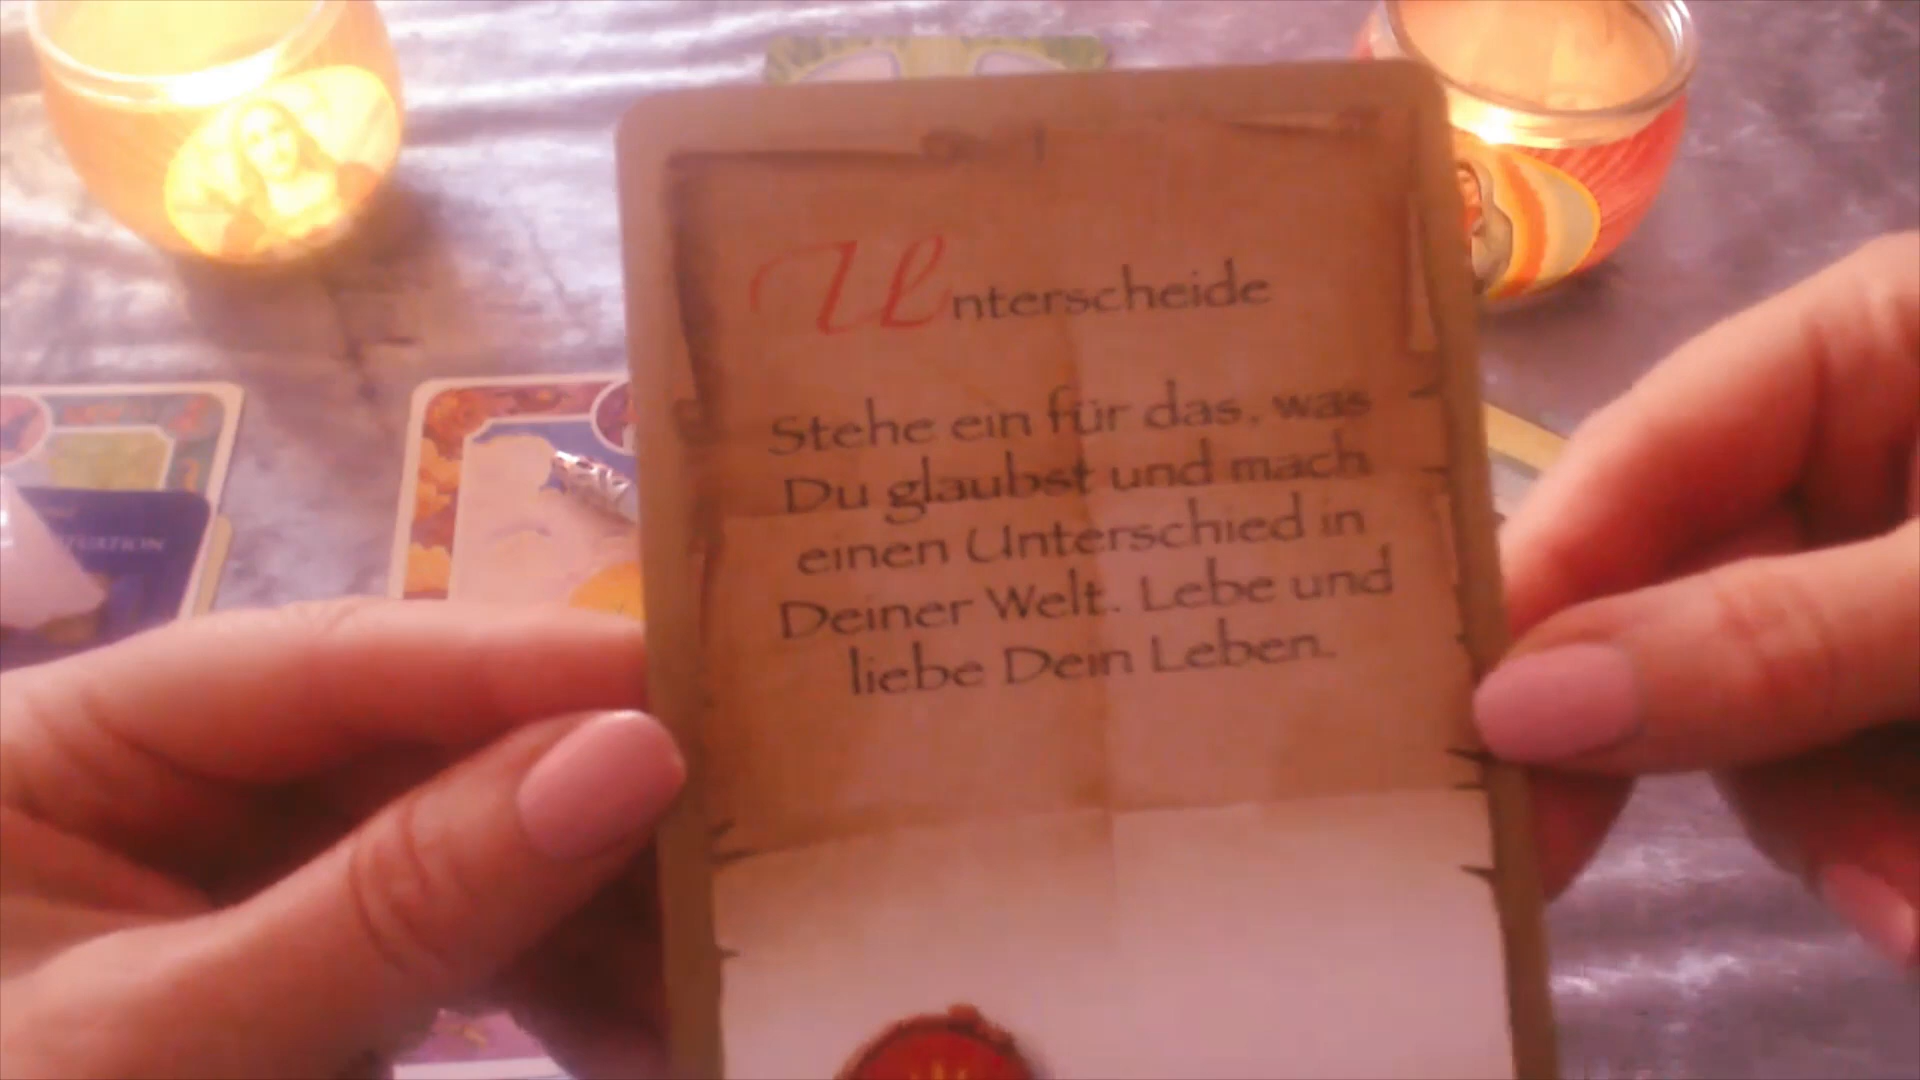 Unterscheide
Stehe ein für das, was
Du glaubst und mach
einen Unterschied in
Deiner Welt. Lebe und
liebe Dein Leben.